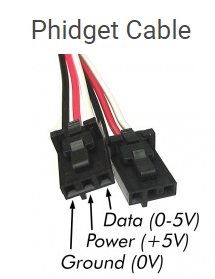 Phidget Cable
Data (0-5V)
Power (+5V)
Ground (0V)